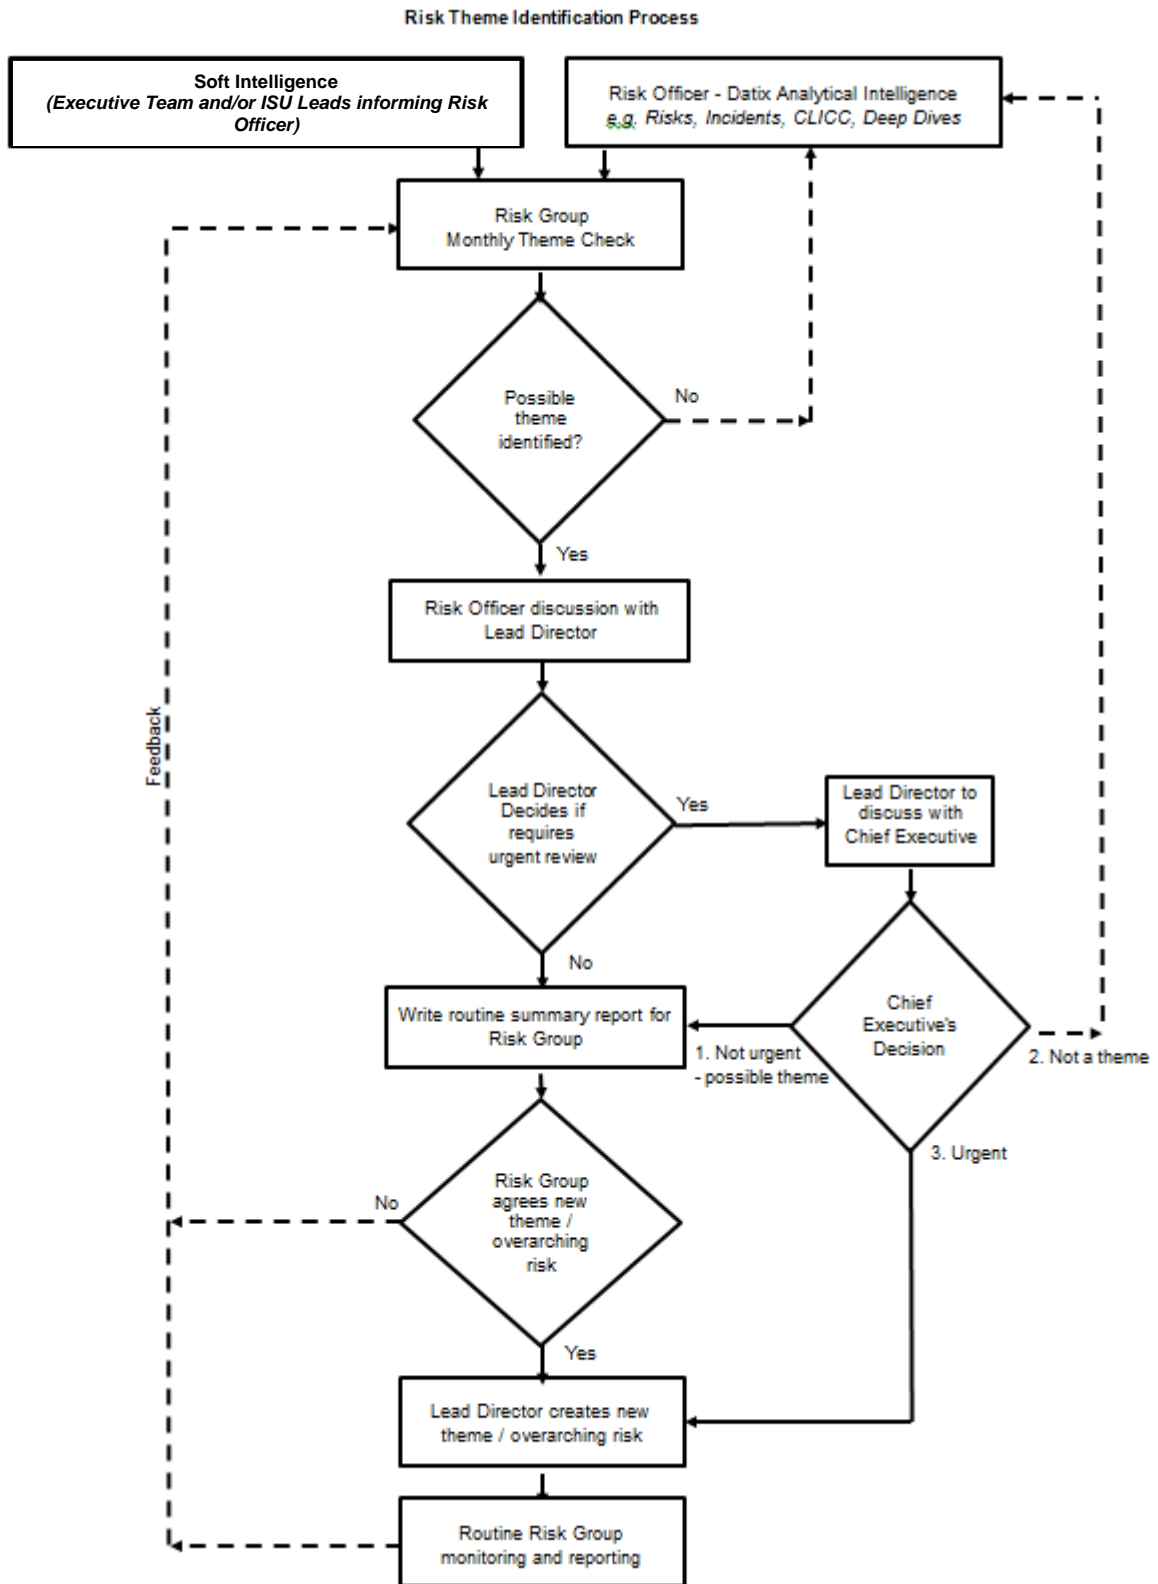 Risk Theme Identification Process
Soft Intelligence
(Executive Team and/or ISU Leads informing Risk
Officer)
Risk Officer - Datix Analytical Intelligence
e.g. Risks, Incidents, CLICC, Deep Dives
Risk Group
Monthly Theme Check
Possible
theme
identified?
No
Yes
Risk Officer discussion with
Lead Director
Feedback
Lead Director
Decides if
requires
urgent review
Yes
Lead Director to
discuss with
Chief Executive
No
Write routine summary report for
Risk Group
Chief
Executive's
Decision
1. Not urgent
- possible theme
2. Not a theme
3. Urgent
Risk Group
agrees new
theme /
overarching
risk
No
Yes
Lead Director creates new
theme / overarching risk
Routine Risk Group
monitoring and reporting